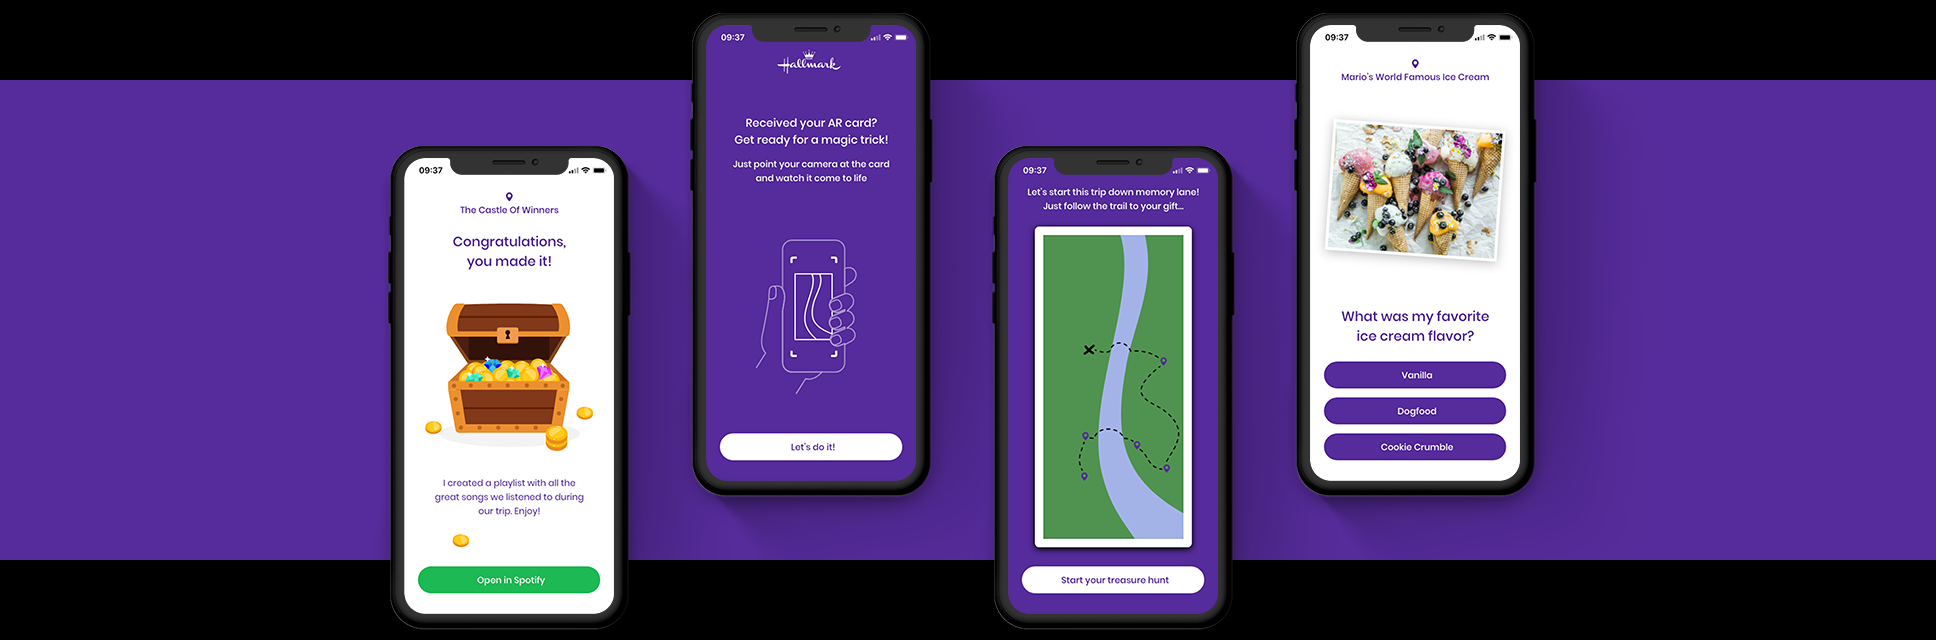 09:37
The Castle Of Winners
Congratulations,
you made it!
I created a playlist with all the
great songs we listened to during
our trip. Enjoy!
Open in Spotify
09:37
Hallmark
Received your AR card?
Get ready for a magic trick!
Just point your camera at the card
and watch it come to life
Let's do it!
09:37
Let's start this trip down memory lane!
Just follow the trail to your gift...
Start your treasure hunt
09:37
Mario's World Famous Ice Cream
What was my favorite
ice cream flavor?
Vanilla
Dogfood
Cookie Crumble